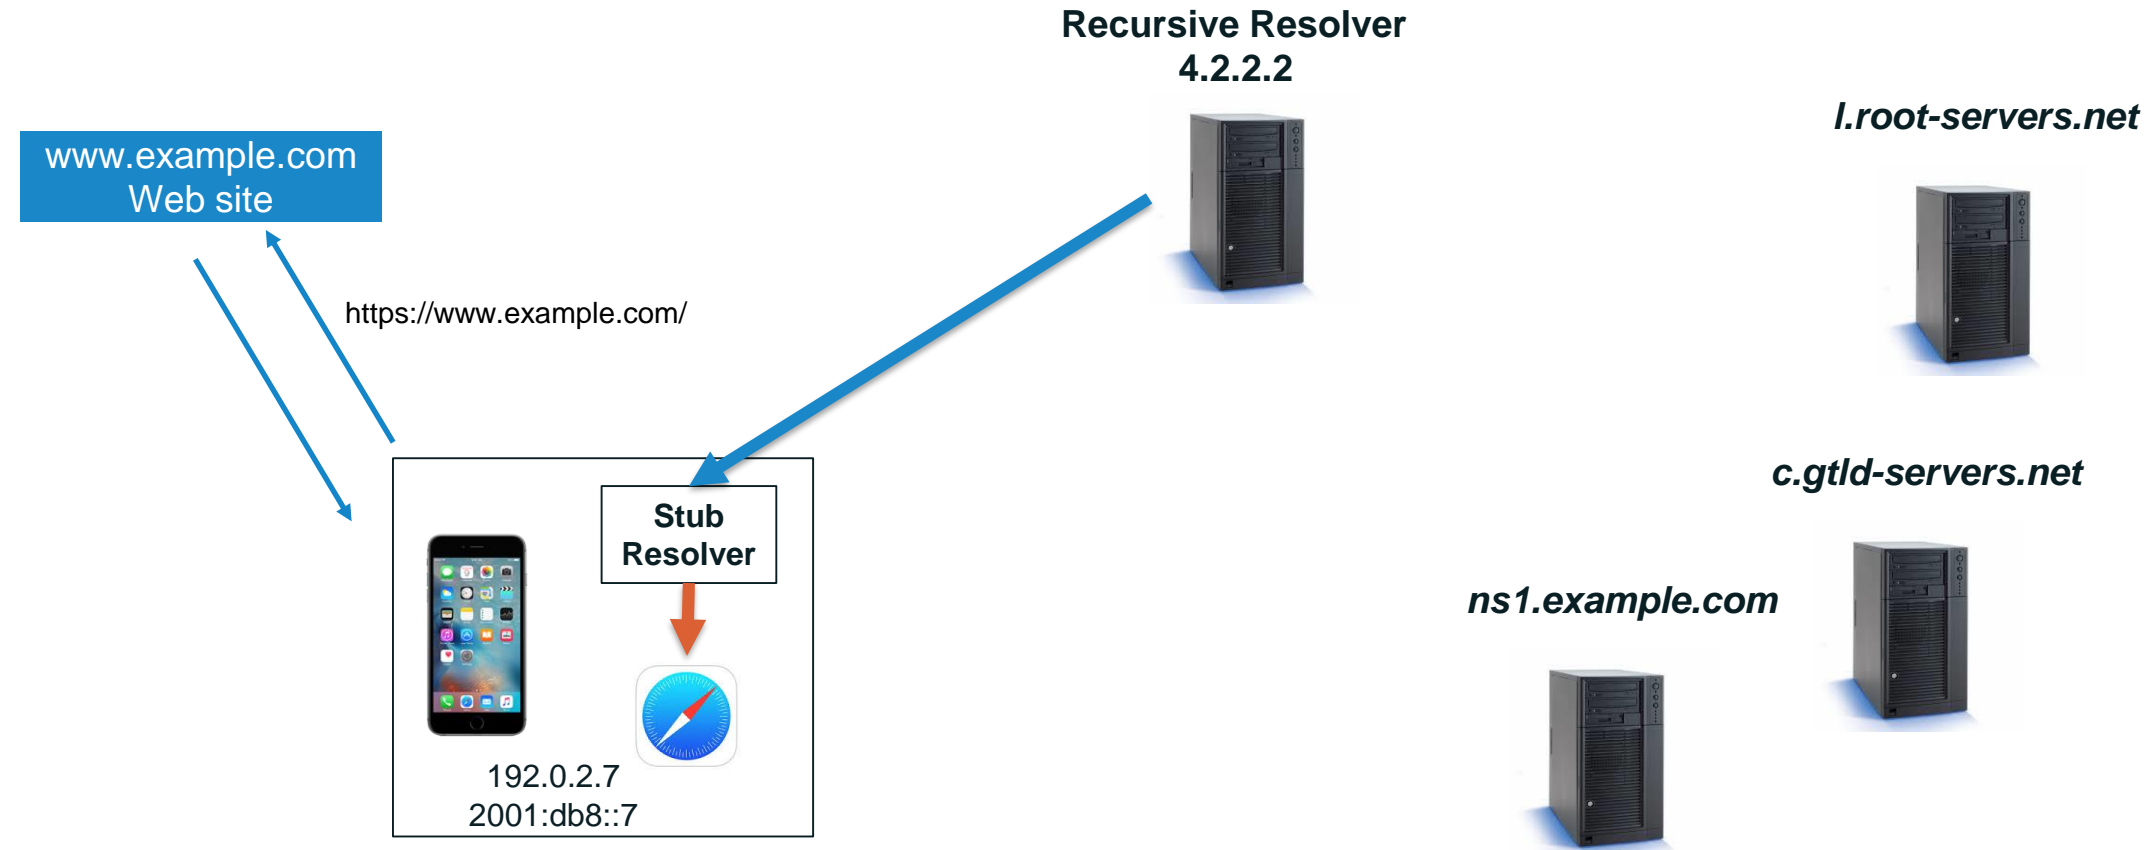 Recursive Resolver
4.2.2.2
l.root-servers.net
www.example.com
Web site
https://www.example.com/
c.gtld-servers.net
Stub
Resolver
ns1.example.com
192.0.2.7
2001:db8::7